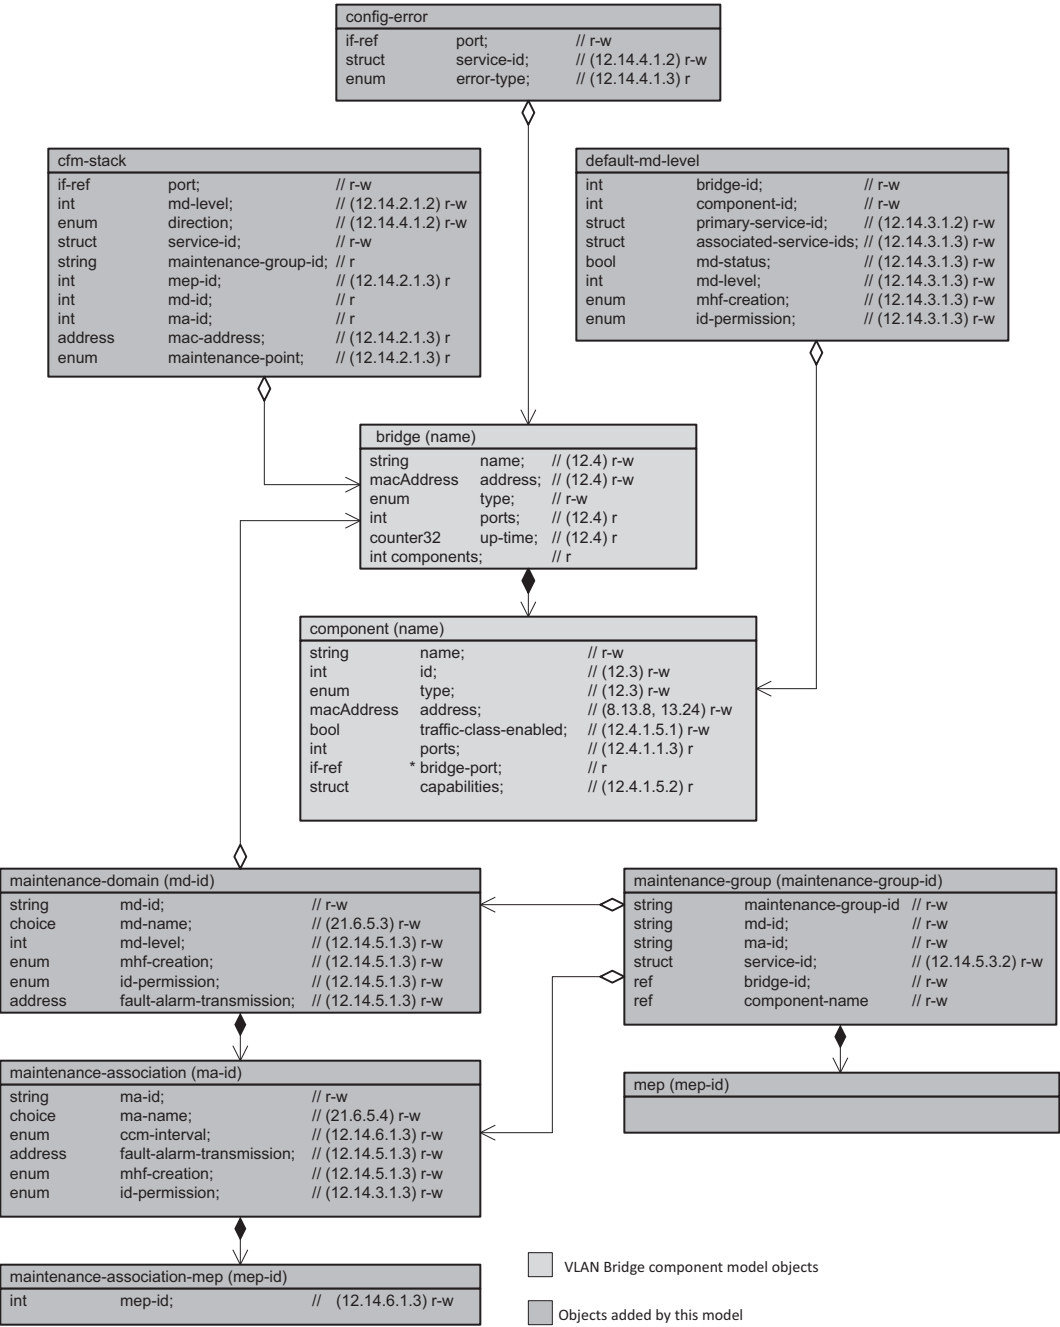 config-error
if-ref port; // r-w
struct service-id; // (12.14.4.1.2) r-w
enum error-type; // (12.14.4.1.3) r
cfm-stack
if-ref port; // r-w
int md-level; // (12.14.2.1.2) r-w
enum direction; // (12.14.4.1.2) r-w
struct service-id; // r-w
string maintenance-group-id; // r
int mep-id; // (12.14.2.1.3) r
int md-id; // r
int ma-id; // r
address mac-address; // (12.14.2.1.3) r
enum maintenance-point; // (12.14.2.1.3) r
default-md-level
int bridge-id; // r-w
int component-id; // r-w
struct primary-service-id; // (12.14.3.1.2) r-w
struct associated-service-ids; // (12.14.3.1.3) r-w
bool md-status; // (12.14.3.1.3) r-w
int md-level; // (12.14.3.1.3) r-w
enum mhf-creation; // (12.14.3.1.3) r-w
enum id-permission; // (12.14.3.1.3) r-w
bridge (name)
string name; // (12.4) r-w
macAddress address; // (12.4) r-w
enum type; // r-w
int ports; // (12.4) r
counter32 up-time; // (12.4) r
int components; // r
component (name)
string name; // r-w
int id; // (12.3) r-w
enum type; // (12.3) r-w
macAddress address; // (8.13.8, 13.24) r-w
bool traffic-class-enabled; // (12.4.1.5.1) r-w
int ports; // (12.4.1.1.3) r
if-ref * bridge-port; // r
struct capabilities; // (12.4.1.5.2) r
maintenance-domain (md-id)
string md-id; // r-w
choice md-name; // (21.6.5.3) r-w
int md-level; // (12.14.5.1.3) r-w
enum mhf-creation; // (12.14.5.1.3) r-w
enum id-permission; // (12.14.5.1.3) r-w
address fault-alarm-transmission; // (12.14.5.1.3) r-w
maintenance-group (maintenance-group-id)
string maintenance-group-id // r-w
string md-id; // r-w
string ma-id; // r-w
struct service-id; // (12.14.5.3.2) r-w
ref bridge-id; // r-w
ref component-name // r-w
maintenance-association (ma-id)
string ma-id; // r-w
choice ma-name; // (21.6.5.4) r-w
enum ccm-interval; // (12.14.6.1.3) r-w
address fault-alarm-transmission; // (12.14.5.1.3) r-w
enum mhf-creation; // (12.14.5.1.3) r-w
enum id-permission; // (12.14.3.1.3) r-w
mep (mep-id)
maintenance-association-mep (mep-id)
int mep-id; // (12.14.6.1.3) r-w
VLAN Bridge component model objects
Objects added by this model